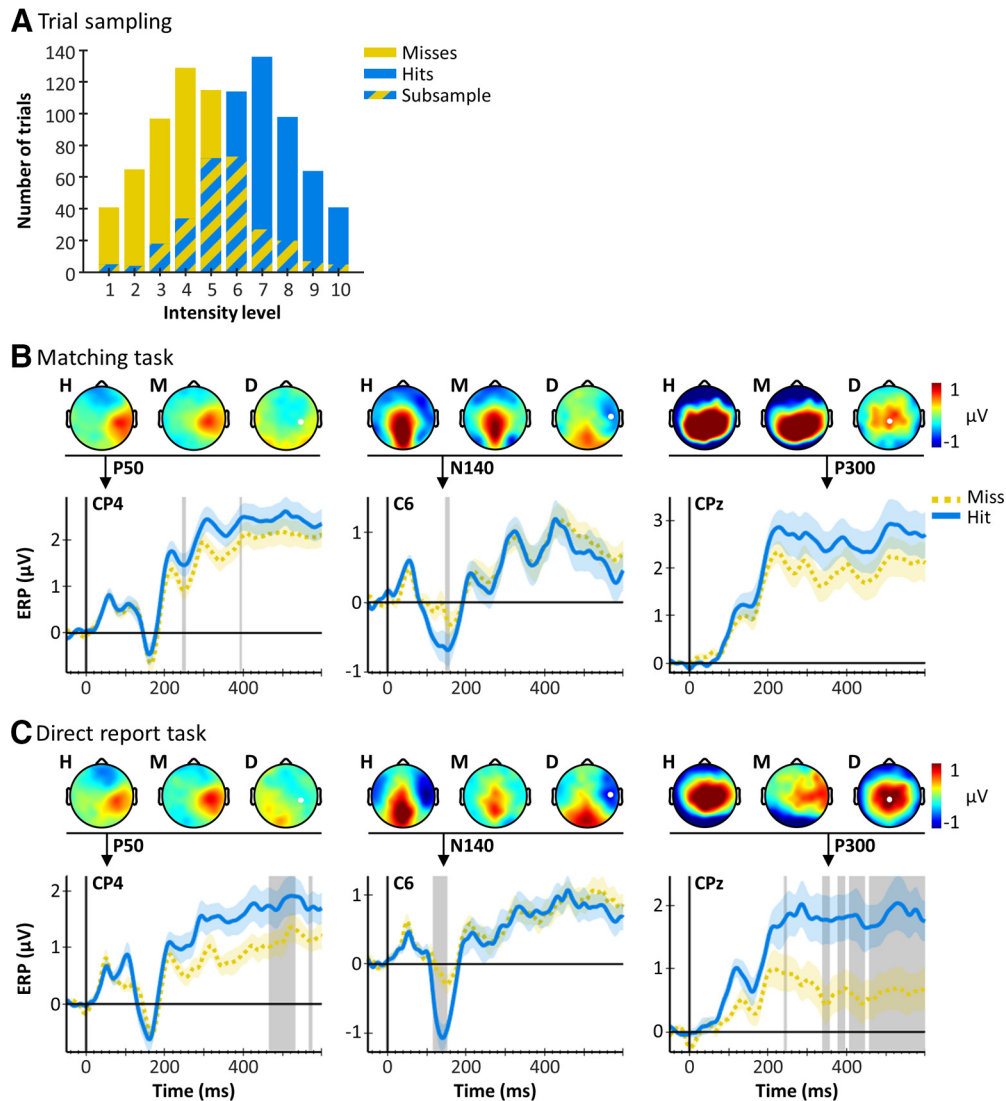 A Trial sampling
Number of trials
140
120
100
80
60
40
20
0
1 2 3 4 5 6 7 8 9 10
Intensity level
Misses
Hits
Subsample
B Matching task
H M D H M D H M D
1
µV
-1
P50 N140 P300
CP4 C6 CPz
Miss
Hit
ERP (µV)
2
1
0
0 200 400
1
0
-1
0 200 400
3
2
1
0
0 200 400
C Direct report task
H M D H M D H M D
1
µV
-1
P50 N140 P300
CP4 C6 CPz
ERP (µV)
2
1
0
0 200 400
1
0
-1
0 200 400
2
1
0
0 200 400
Time (ms) Time (ms) Time (ms)